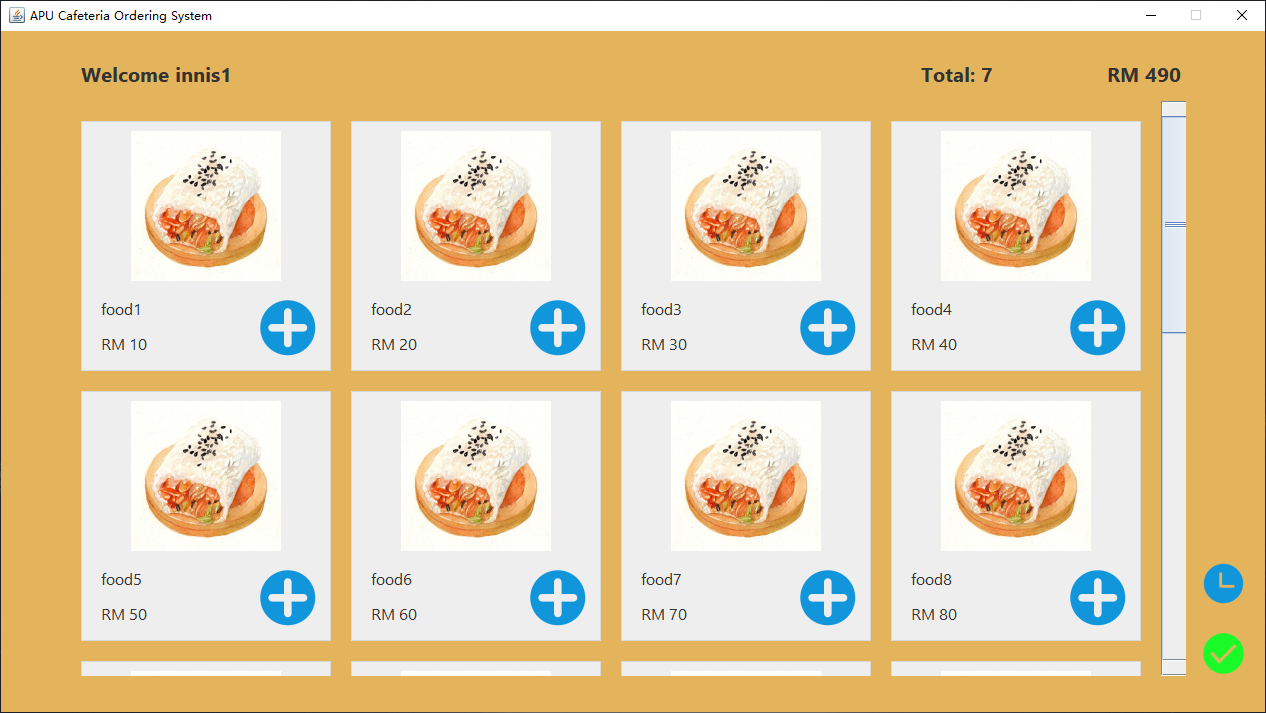 APU Cafeteria Ordering System
Welcome innis1
Total: 7
RM 490
food1
RM 10
food2
RM 20
food3
RM 30
food4
RM 40
food5
RM 50
food6
RM 60
food7
RM 70
food8
RM 80